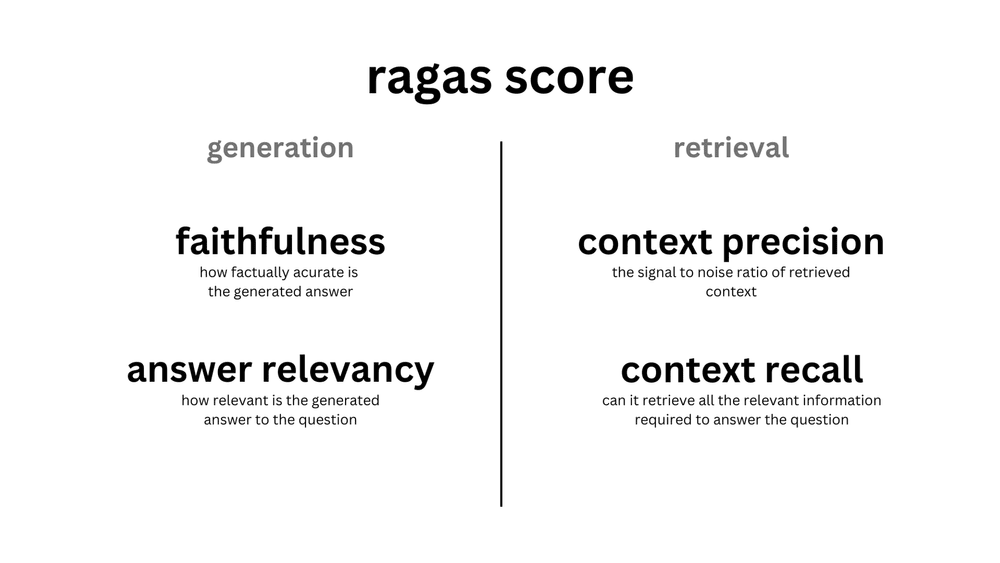 ragas score
generation
faithfulness
how factually acurate is
the generated answer
answer relevancy
how relevant is the generated
answer to the question
retrieval
context precision
the signal to noise ratio of retrieved
context
context recall
can it retrieve all the relevant information
required to answer the question